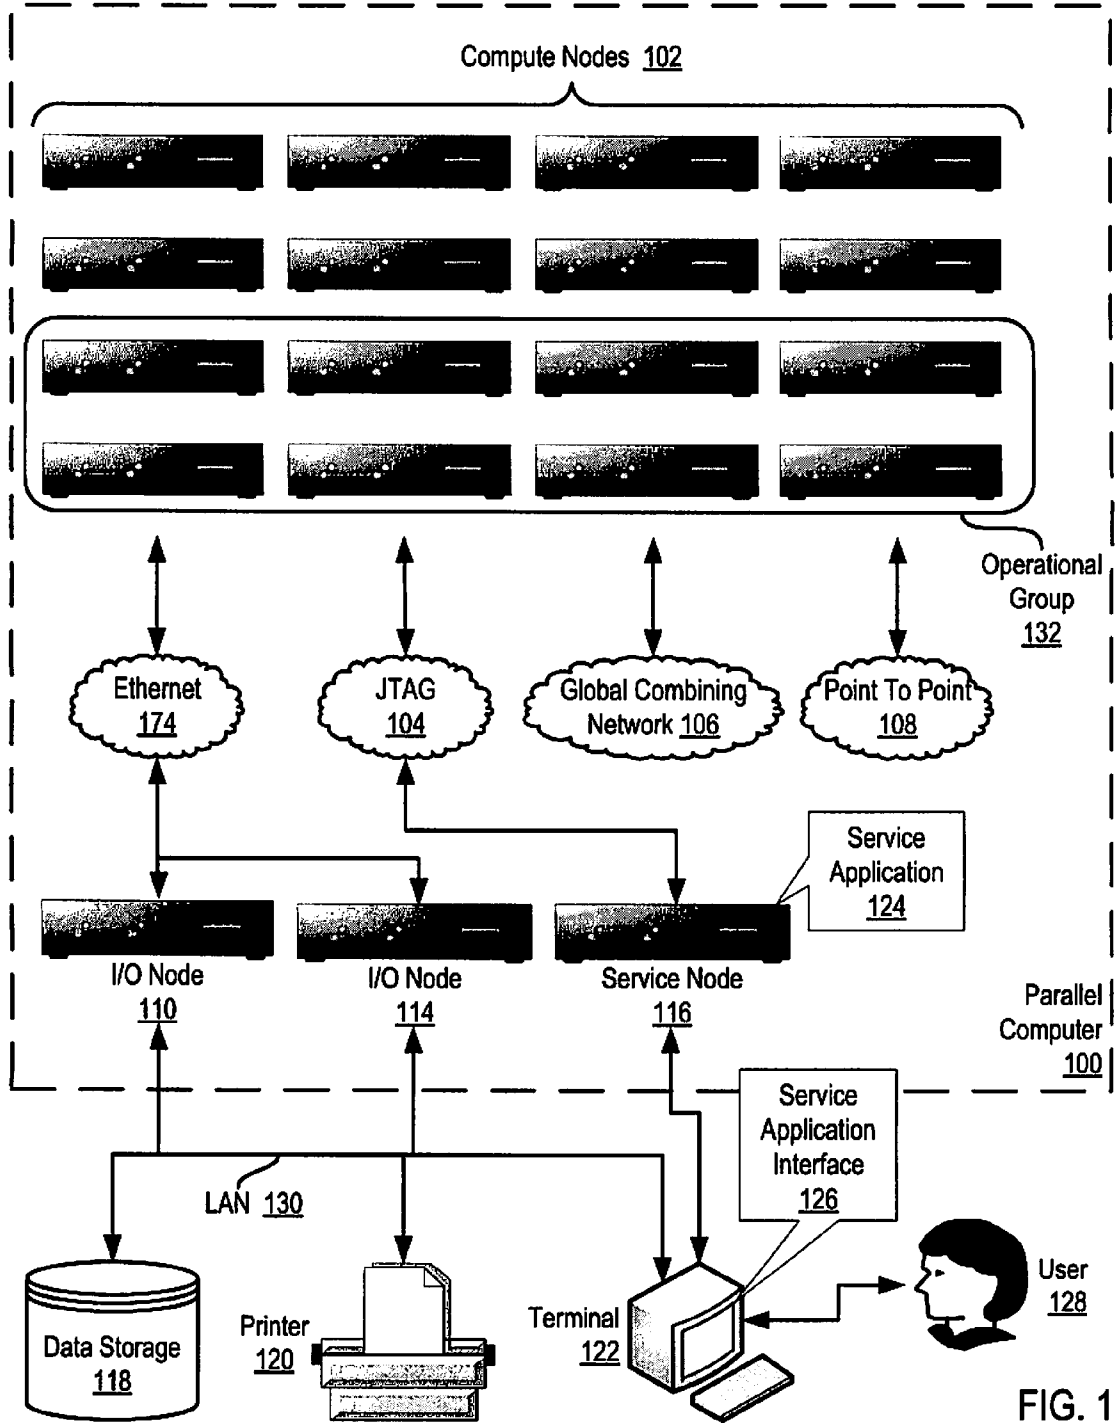 Compute Nodes 102
Operational
Group
132
Ethernet
174
JTAG
104
Global Combining
Network 106
Point To Point
108
Service
Application
124
I/O Node
110
I/O Node
114
Service Node
116
Parallel
Computer
100
Service
Application
Interface
126
LAN 130
Data Storage
118
Printer
120
Terminal
122
User
128
FIG. 1